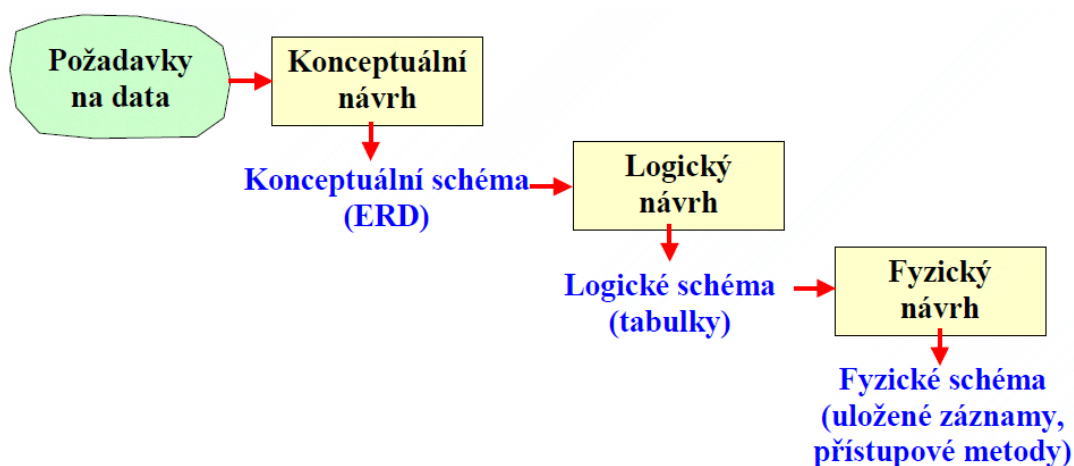 Požadavky
na data
Konceptuální
návrh
Konceptuální schéma
(ERD)
Logický
návrh
Logické schéma
(tabulky)
Fyzický
návrh
Fyzické schéma
(uložené záznamy,
přístupové metody)